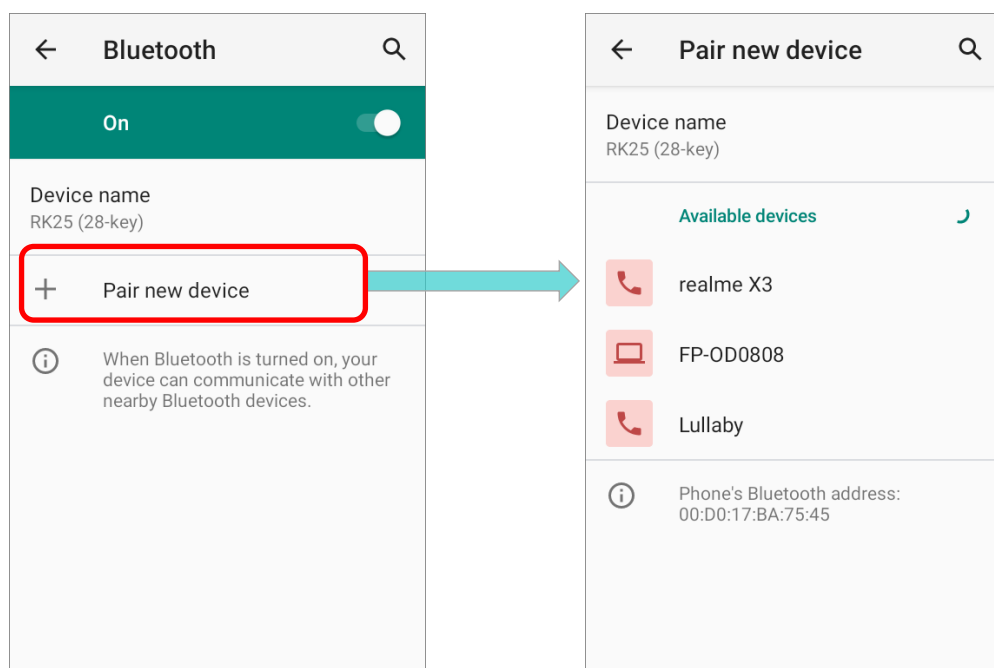 Bluetooth
On
Device name
RK25 (28-key)
Pair new device
When Bluetooth is turned on, your
device can communicate with other
nearby Bluetooth devices.
Pair new device
Device name
RK25 (28-key)
Available devices
realme X3
FP-OD0808
Lullaby
Phone's Bluetooth address:
00:D0:17:BA:75:45